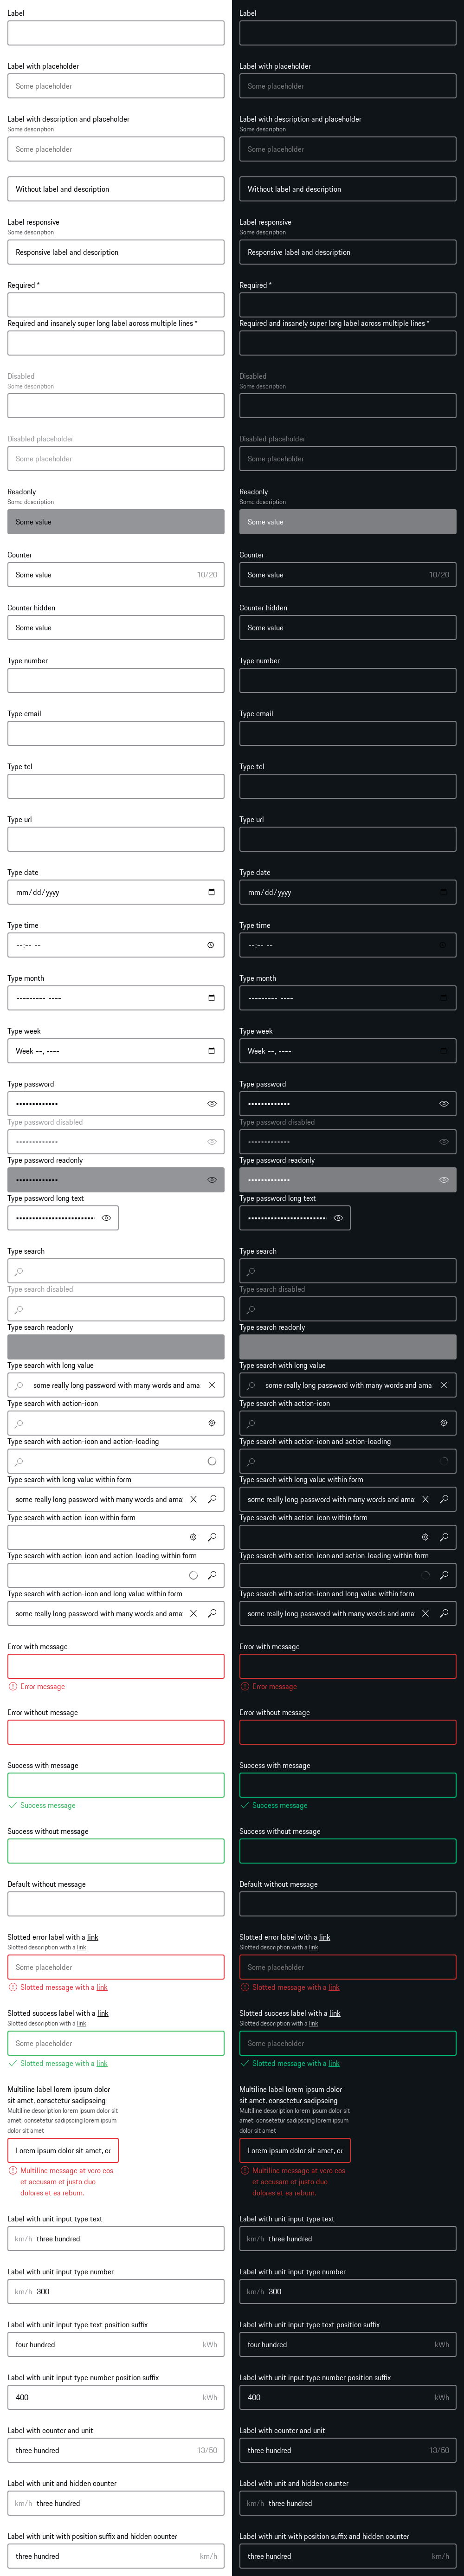 Label
Label with placeholder
Some placeholder
Label with description and placeholder
Some description
Some placeholder
Without label and description
Label responsive
Some description
Responsive label and description
Required *
Required and insanely super long label across multiple lines *
Disabled
Some description
Disabled placeholder
Some placeholder
Readonly
Some description
Some value
Counter
Some value 10/20
Counter hidden
Some value
Type number
Type email
Type tel
Type url
Type date
mm/dd/yyyy
Type time
--:-- --
Type month
--------- ----
Type week
Week --, ----
Type password
•••••••••••••
Type password disabled
•••••••••••••
Type password readonly
•••••••••••••
Type password long text
••••••••••••••••••••••••
Type search
Type search disabled
Type search readonly
Type search with long value
some really long password with many words and ama
Type search with action-icon
Type search with action-icon and action-loading
Type search with long value within form
some really long password with many words and ama
Type search with action-icon within form
Type search with action-icon and action-loading within form
Type search with action-icon and long value within form
some really long password with many words and ama
Error with message
Error message
Error without message
Success with message
Success message
Success without message
Default without message
Slotted error label with a link
Slotted description with a link
Some placeholder
Slotted message with a link
Slotted success label with a link
Slotted description with a link
Some placeholder
Slotted message with a link
Multiline label lorem ipsum dolor
sit amet, consetetur sadipscing
Multiline description lorem ipsum dolor sit
amet, consetetur sadipscing lorem ipsum
dolor sit amet
Lorem ipsum dolor sit amet, cc
Multiline message at vero eos
et accusam et justo duo
dolores et ea rebum.
Label with unit input type text
km/h three hundred
Label with unit input type number
km/h 300
Label with unit input type text position suffix
four hundred kWh
Label with unit input type number position suffix
400 kWh
Label with counter and unit
three hundred 13/50
Label with unit and hidden counter
km/h three hundred
Label with unit with position suffix and hidden counter
three hundred km/h
Label
Label with placeholder
Some placeholder
Label with description and placeholder
Some description
Some placeholder
Without label and description
Label responsive
Some description
Responsive label and description
Required *
Required and insanely super long label across multiple lines *
Disabled
Some description
Disabled placeholder
Some placeholder
Readonly
Some description
Some value
Counter
Some value 10/20
Counter hidden
Some value
Type number
Type email
Type tel
Type url
Type date
mm/dd/yyyy
Type time
--:-- --
Type month
--------- ----
Type week
Week --, ----
Type password
•••••••••••••
Type password disabled
•••••••••••••
Type password readonly
•••••••••••••
Type password long text
••••••••••••••••••••••••
Type search
Type search disabled
Type search readonly
Type search with long value
some really long password with many words and ama
Type search with action-icon
Type search with action-icon and action-loading
Type search with long value within form
some really long password with many words and ama
Type search with action-icon within form
Type search with action-icon and action-loading within form
Type search with action-icon and long value within form
some really long password with many words and ama
Error with message
Error message
Error without message
Success with message
Success message
Success without message
Default without message
Slotted error label with a link
Slotted description with a link
Some placeholder
Slotted message with a link
Slotted success label with a link
Slotted description with a link
Some placeholder
Slotted message with a link
Multiline label lorem ipsum dolor
sit amet, consetetur sadipscing
Multiline description lorem ipsum dolor sit
amet, consetetur sadipscing lorem ipsum
dolor sit amet
Lorem ipsum dolor sit amet, cc
Multiline message at vero eos
et accusam et justo duo
dolores et ea rebum.
Label with unit input type text
km/h three hundred
Label with unit input type number
km/h 300
Label with unit input type text position suffix
four hundred kWh
Label with unit input type number position suffix
400 kWh
Label with counter and unit
three hundred 13/50
Label with unit and hidden counter
km/h three hundred
Label with unit with position suffix and hidden counter
three hundred km/h